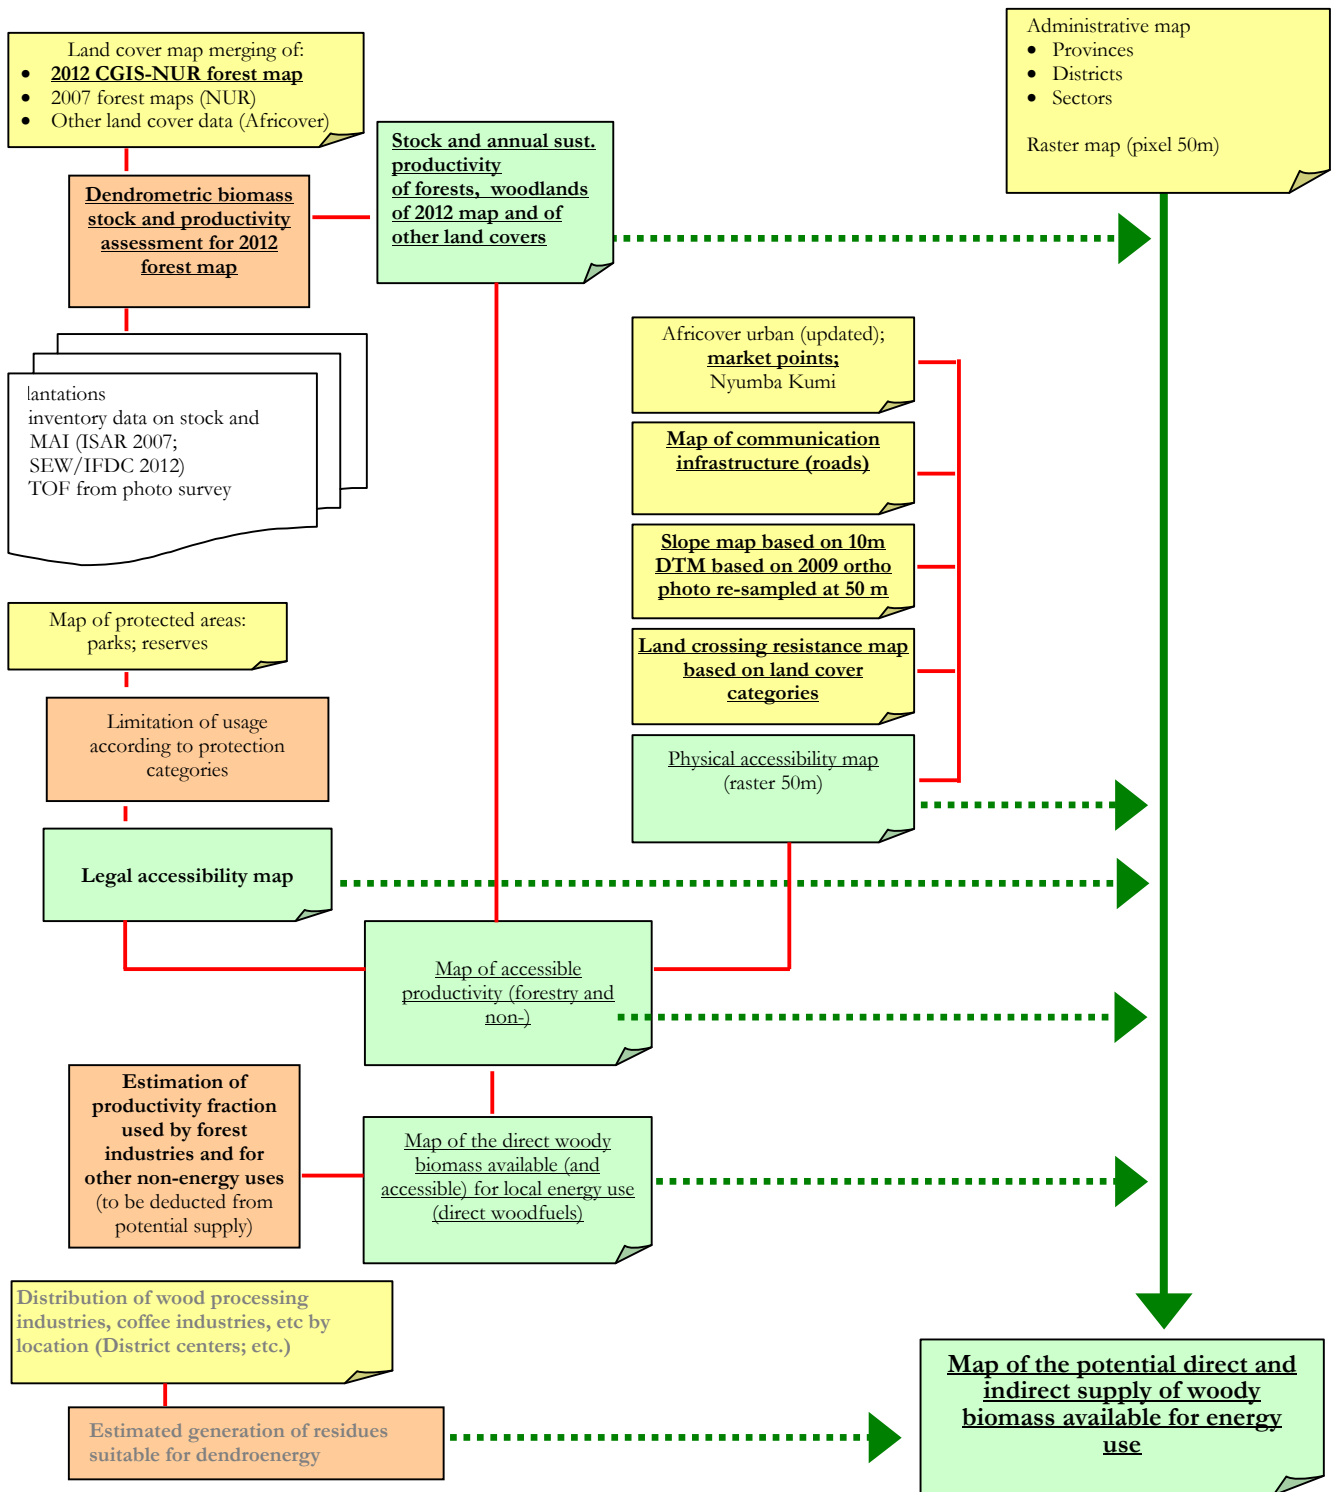 Land cover map merging of:
• 2012 CGIS-NUR forest map
• 2007 forest maps (NUR)
• Other land cover data (Africover)
Administrative map
• Provinces
• Districts
• Sectors
Raster map (pixel 50m)
Stock and annual sust.
productivity
of forests, woodlands
of 2012 map and of
other land covers
Dendrometric biomass
stock and productivity
assessment for 2012
forest map
lantations
inventory data on stock and
MAI (ISAR 2007;
SEW/IFDC 2012)
TOF from photo survey
Africover urban (updated);
market points;
Nyumba Kumi
Map of communication
infrastructure (roads)
Slope map based on 10m
DTM based on 2009 ortho
photo re-sampled at 50 m
Land crossing resistance map
based on land cover
categories
Physical accessibility map
(raster 50m)
Map of protected areas:
parks; reserves
Limitation of usage
according to protection
categories
Legal accessibility map
Map of accessible
productivity (forestry and
non-)
Estimation of
productivity fraction
used by forest
industries and for
other non-energy uses
(to be deducted from
potential supply)
Map of the direct woody
biomass available (and
accessible) for local energy use
(direct woodfuels)
Distribution of wood processing
industries, coffee industries, etc by
location (District centers; etc.)
Estimated generation of residues
suitable for dendroenergy
Map of the potential direct and
indirect supply of woody
biomass available for energy
use